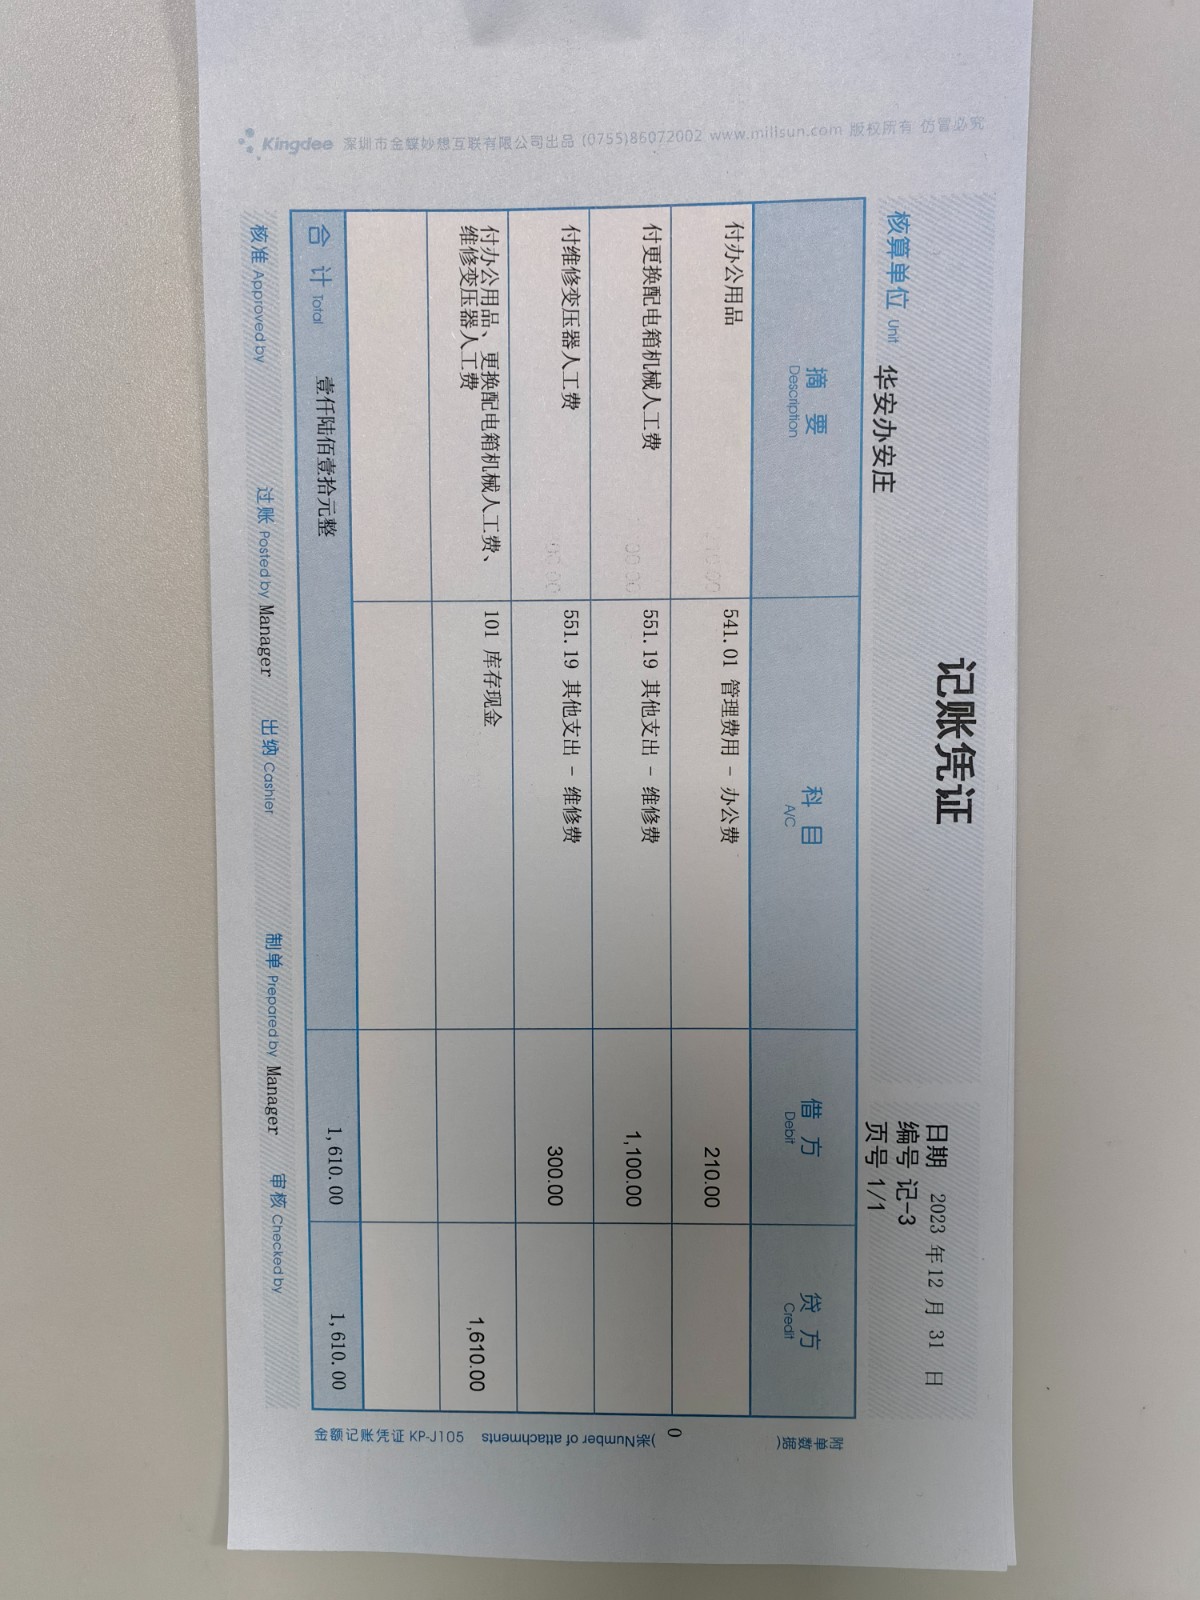 记账凭证
日期 2023 年 12 月 31 日
编号 记-3
页号 1/1
核算单位 Unit 华安办安庄
摘 要 Description 科 目 A/C 借 方 Debit 贷 方 Credit
付办公用品 541.01 管理费用 - 办公费 210.00
付更换配电箱机械人工费 551.19 其他支出 - 维修费 1,100.00
付维修变压器人工费 551.19 其他支出 - 维修费 300.00
付办公用品、更换配电箱机械人工费、
维修变压器人工费 101 库存现金 1,610.00
合 计 Total 壹仟陆佰壹拾元整 1,610.00 1,610.00
核准 Approved by 过账 Posted by Manager 出纳 Cashier 制单 Prepared by Manager 审核 Checked by
附单据数(
0
)张 Number of attachments
金额记账凭证 KP-J105
Kingdee 深圳市金蝶妙想互联有限公司出品 (0755)86072002 www.millsun.com 版权所有 仿冒必究